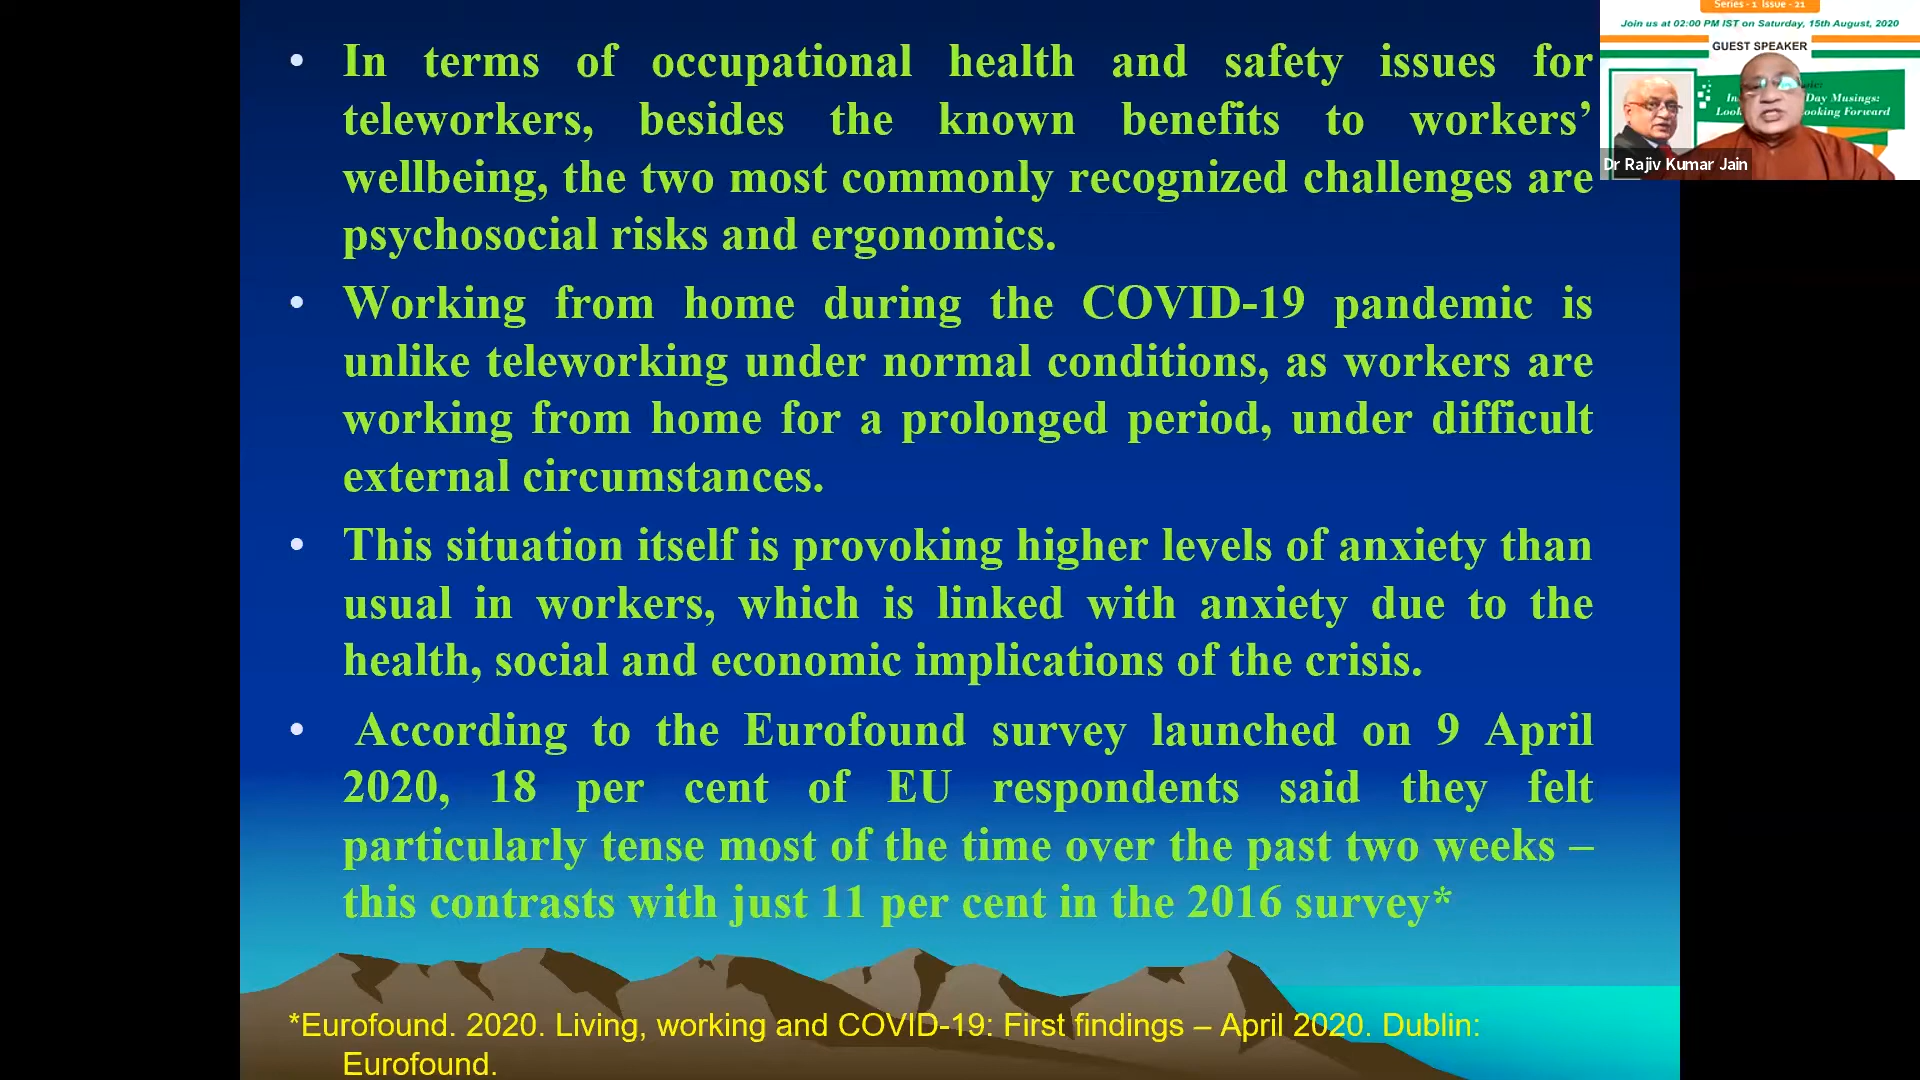 • In terms of occupational health and safety issues for
teleworkers, besides the known benefits to workers’
wellbeing, the two most commonly recognized challenges are
psychosocial risks and ergonomics.
• Working from home during the COVID-19 pandemic is
unlike teleworking under normal conditions, as workers are
working from home for a prolonged period, under difficult
external circumstances.
• This situation itself is provoking higher levels of anxiety than
usual in workers, which is linked with anxiety due to the
health, social and economic implications of the crisis.
• According to the Eurofound survey launched on 9 April
2020, 18 per cent of EU respondents said they felt
particularly tense most of the time over the past two weeks –
this contrasts with just 11 per cent in the 2016 survey*
*Eurofound. 2020. Living, working and COVID-19: First findings – April 2020. Dublin:
Eurofound.
Series - 1 Issue - 21
Join us at 02:00 PM IST on Saturday, 15th August, 2020
GUEST SPEAKER
Day Musings:
Forward
Dr Rajiv Kumar Jain